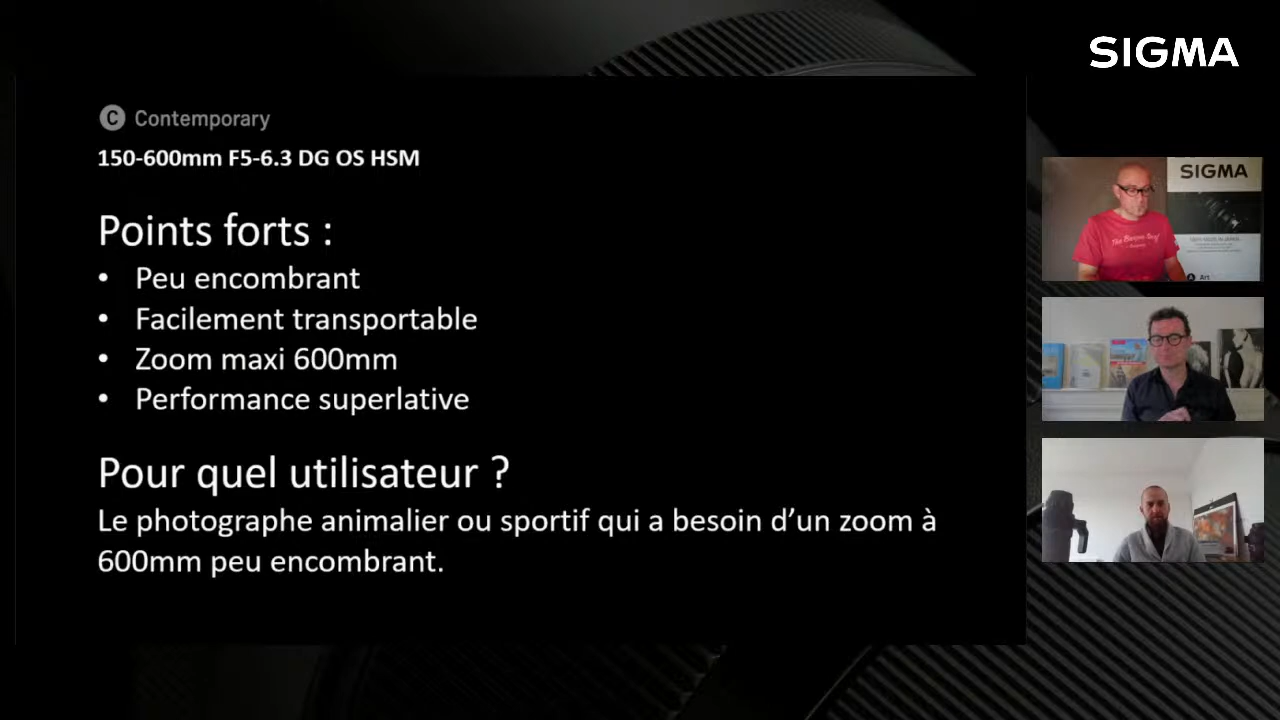 SIGMA
C Contemporary
150-600mm F5-6.3 DG OS HSM
Points forts :
• Peu encombrant
• Facilement transportable
• Zoom maxi 600mm
• Performance superlative
Pour quel utilisateur ?
Le photographe animalier ou sportif qui a besoin d’un zoom à
600mm peu encombrant.
SIGMA
A Art